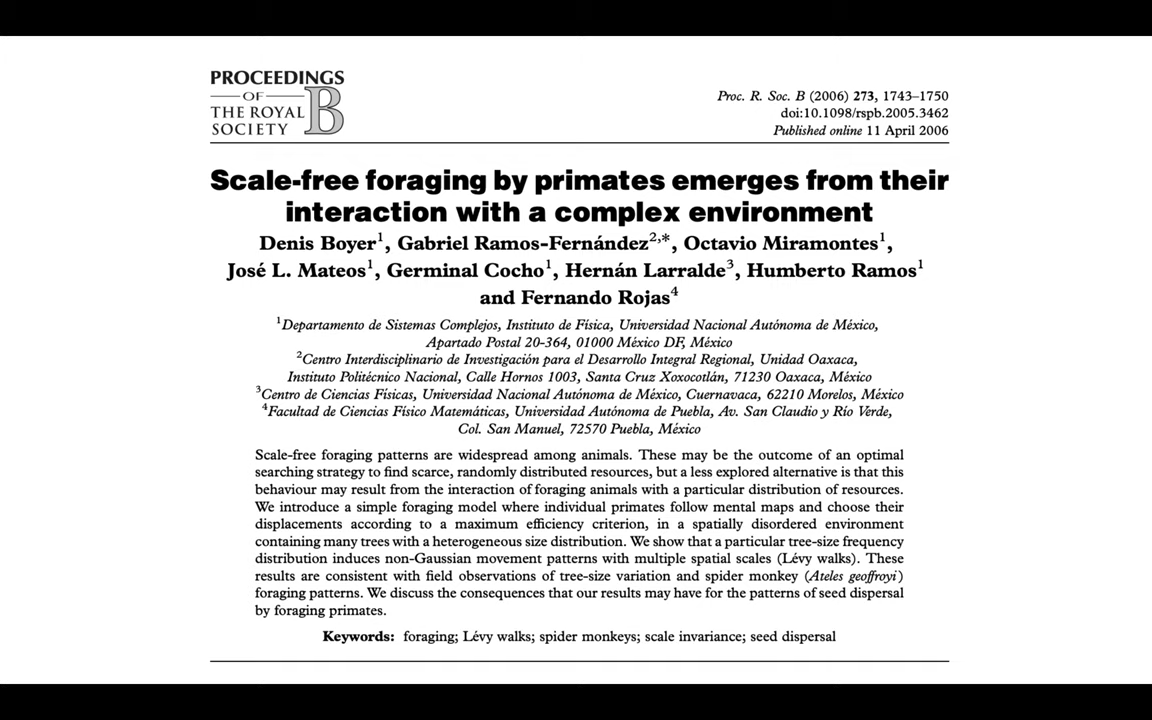 PROCEEDINGS
OF
THE ROYAL
SOCIETY
B
Proc. R. Soc. B (2006) 273, 1743–1750
doi:10.1098/rspb.2005.3462
Published online 11 April 2006
Scale-free foraging by primates emerges from their
interaction with a complex environment
Denis Boyer1, Gabriel Ramos-Fernández2,*, Octavio Miramontes1,
José L. Mateos1, Germinal Cocho1, Hernán Larralde3, Humberto Ramos1
and Fernando Rojas4
1Departamento de Sistemas Complejos, Instituto de Física, Universidad Nacional Autónoma de México,
Apartado Postal 20-364, 01000 México DF, México
2Centro Interdisciplinario de Investigación para el Desarrollo Integral Regional, Unidad Oaxaca,
Instituto Politécnico Nacional, Calle Hornos 1003, Santa Cruz Xoxocotlán, 71230 Oaxaca, México
3Centro de Ciencias Físicas, Universidad Nacional Autónoma de México, Cuernavaca, 62210 Morelos, México
4Facultad de Ciencias Físico Matemáticas, Universidad Autónoma de Puebla, Av. San Claudio y Río Verde,
Col. San Manuel, 72570 Puebla, México
Scale-free foraging patterns are widespread among animals. These may be the outcome of an optimal
searching strategy to find scarce, randomly distributed resources, but a less explored alternative is that this
behaviour may result from the interaction of foraging animals with a particular distribution of resources.
We introduce a simple foraging model where individual primates follow mental maps and choose their
displacements according to a maximum efficiency criterion, in a spatially disordered environment
containing many trees with a heterogeneous size distribution. We show that a particular tree-size frequency
distribution induces non-Gaussian movement patterns with multiple spatial scales (Lévy walks). These
results are consistent with field observations of tree-size variation and spider monkey (Ateles geoffroyi)
foraging patterns. We discuss the consequences that our results may have for the patterns of seed dispersal
by foraging primates.
Keywords: foraging; Lévy walks; spider monkeys; scale invariance; seed dispersal